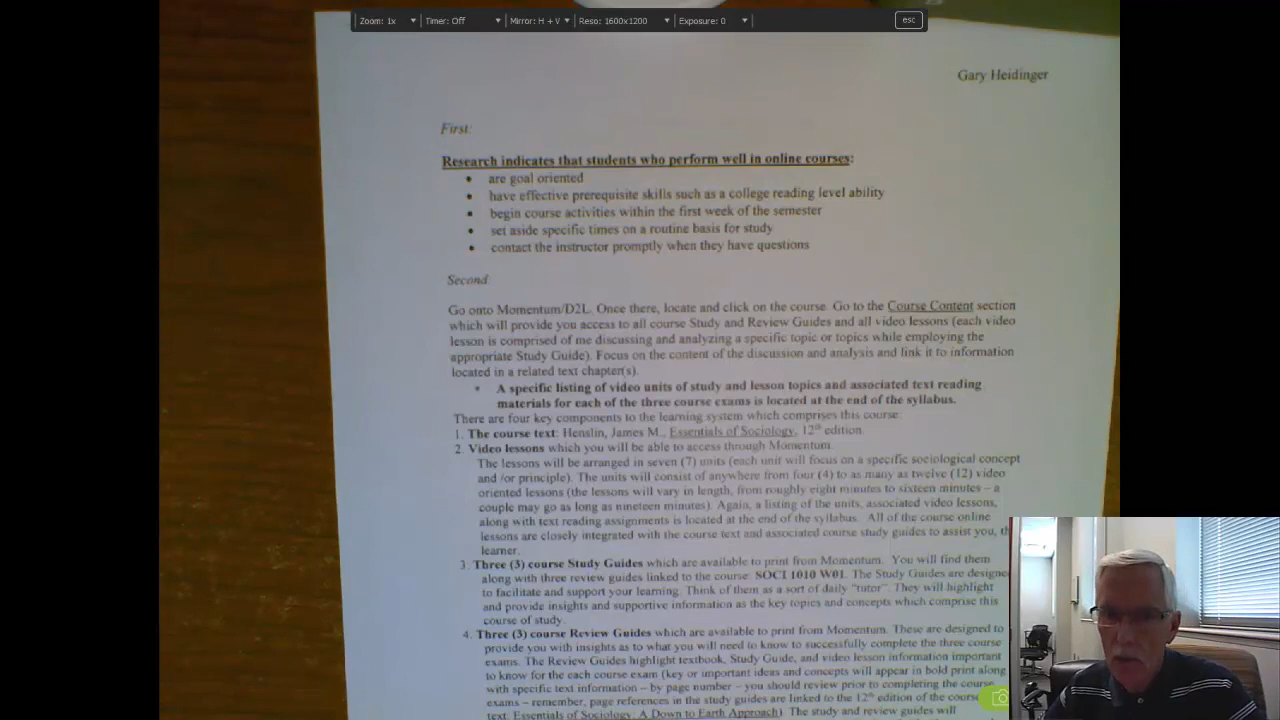 Zoom: 1x Timer: Off Mirror: H + V Reso: 1600x1200 Exposure: 0 esc
Gary Heidinger
First:
Research indicates that students who perform well in online courses:
• are goal oriented
• have effective prerequisite skills such as a college reading level ability
• begin course activities within the first week of the semester
• set aside specific times on a routine basis for study
• contact the instructor promptly when they have questions
Second
Go onto Momentum/D2L. Once there, locate and click on the course. Go to the Course Content section
which will provide you access to all course Study and Review Guides and all video lessons (each video
lesson is comprised of me discussing and analyzing a specific topic or topics while employing the
appropriate Study Guide). Focus on the content of the discussion and analysis and link it to information
located in a related text chapter(s).
• A specific listing of video units of study and lesson topics and associated text reading
materials for each of the three course exams is located at the end of the syllabus.
There are four key components to the learning system which comprises this course:
1. The course text: Henslin, James M., Essentials of Sociology, 12th edition.
2. Video lessons which you will be able to access through Momentum.
The lessons will be arranged in seven (7) units (each unit will focus on a specific sociological concept
and /or principle). The units will consist of anywhere from four (4) to as many as twelve (12) video
oriented lessons (the lessons will vary in length, from roughly eight minutes to sixteen minutes – a
couple may go as long as nineteen minutes). Again, a listing of the units, associated video lessons,
along with text reading assignments is located at the end of the syllabus. All of the course online
lessons are closely integrated with the course text and associated course study guides to assist you, th
learner.
3. Three (3) course Study Guides which are available to print from Momentum. You will find them
along with three review guides linked to the course: SOCI 1010 W01. The Study Guides are designe
to facilitate and support your learning. Think of them as a sort of daily "tutor". They will highlight
and provide insights and supportive information as the key topics and concepts which comprise this
course of study.
4. Three (3) course Review Guides which are available to print from Momentum. These are designed to
provide you with insights as to what you will need to know to successfully complete the three course
exams. The Review Guides highlight textbook, Study Guide, and video lesson information important
to know for each course exam (key or important ideas and concepts will appear in bold print along
with specific text information – by page number – you should review prior to completing the course
exams – remember, page references in the study guides are linked to the 12th edition of the course
text: Essentials of Sociology: A Down to Earth Approach). The study and review guides will